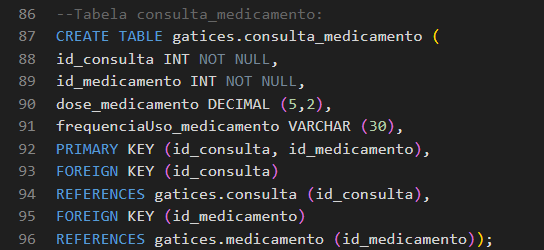 86 --Tabela consulta_medicamento:
87 CREATE TABLE gatices.consulta_medicamento (
88 id_consulta INT NOT NULL,
89 id_medicamento INT NOT NULL,
90 dose_medicamento DECIMAL (5,2),
91 frequenciaUso_medicamento VARCHAR (30),
92 PRIMARY KEY (id_consulta, id_medicamento),
93 FOREIGN KEY (id_consulta)
94 REFERENCES gatices.consulta (id_consulta),
95 FOREIGN KEY (id_medicamento)
96 REFERENCES gatices.medicamento (id_medicamento));